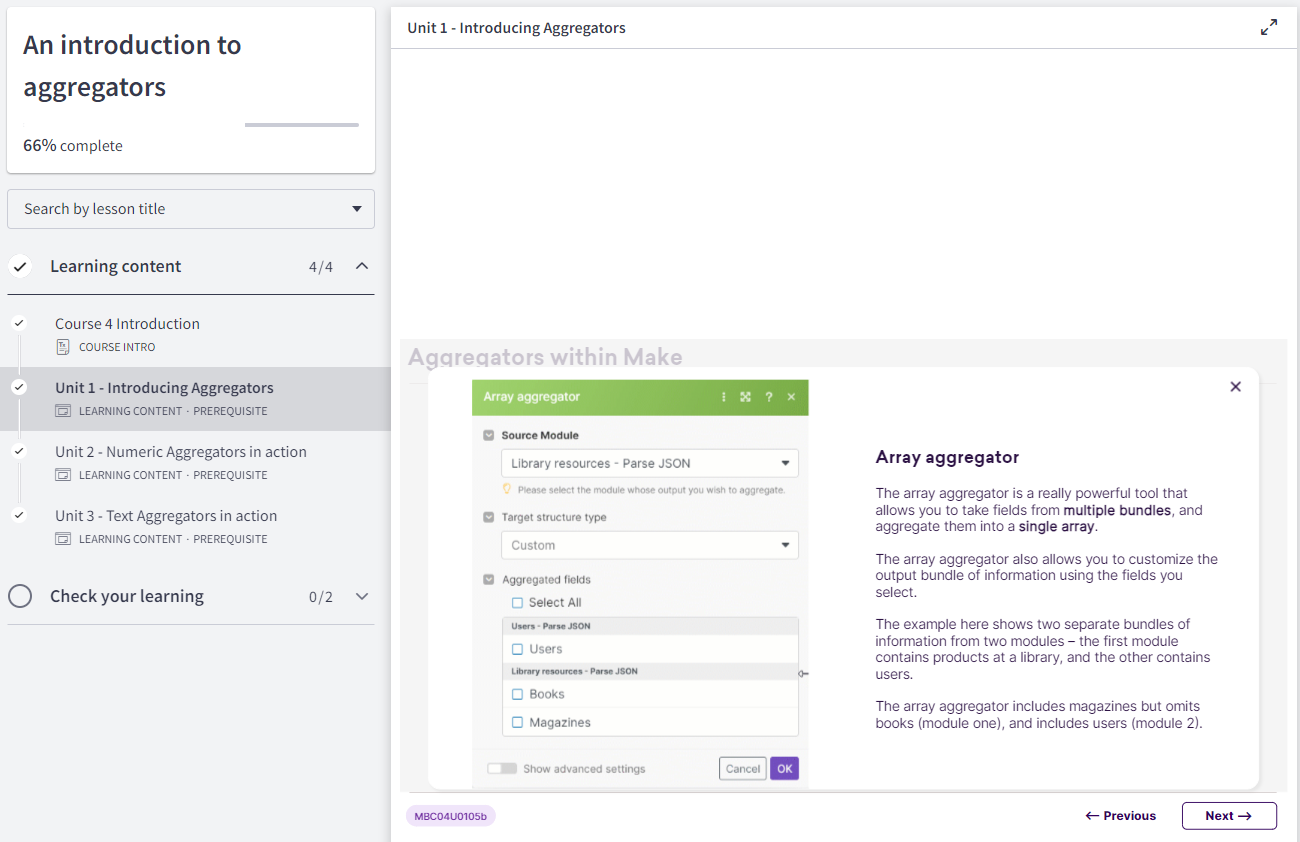 An introduction to
aggregators
66% complete
Search by lesson title
Learning content 4/4
Course 4 Introduction
COURSE INTRO
Unit 1 - Introducing Aggregators
LEARNING CONTENT · PREREQUISITE
Unit 2 - Numeric Aggregators in action
LEARNING CONTENT · PREREQUISITE
Unit 3 - Text Aggregators in action
LEARNING CONTENT · PREREQUISITE
Check your learning 0/2
Unit 1 - Introducing Aggregators
Aggregators within Make
Array aggregator
Source Module
Library resources - Parse JSON
Please select the module whose output you wish to aggregate.
Target structure type
Custom
Aggregated fields
Select All
Users - Parse JSON
Users
Library resources - Parse JSON
Books
Magazines
Show advanced settings
Cancel OK
Array aggregator
The array aggregator is a really powerful tool that
allows you to take fields from multiple bundles, and
aggregate them into a single array.
The array aggregator also allows you to customize the
output bundle of information using the fields you
select.
The example here shows two separate bundles of
information from two modules – the first module
contains products at a library, and the other contains
users.
The array aggregator includes magazines but omits
books (module one), and includes users (module 2).
MBC04U0105b
← Previous
Next →